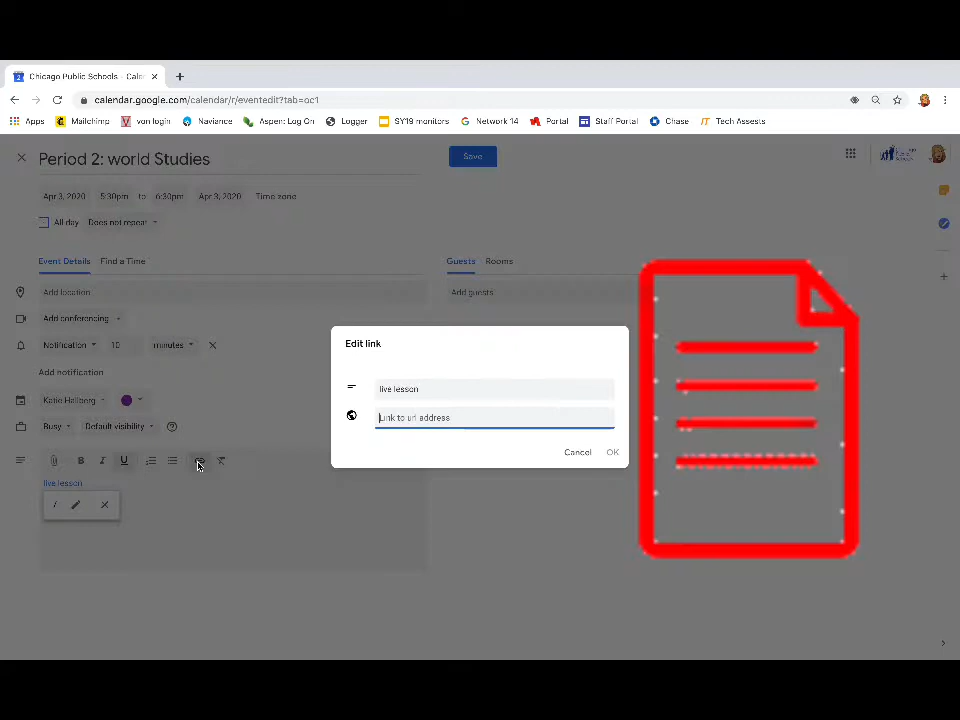 Chicago Public Schools - Cale
calendar.google.com/calendar/r/eventedit?tab=oc1
Apps Mailchimp von login Naviance Aspen: Log On Logger SY19 monitors Network 14 Portal Staff Portal Chase Tech Assests
Period 2: world Studies
Save
Apr 3, 2020 5:30pm to 6:30pm Apr 3, 2020 Time zone
All day Does not repeat
Event Details Find a Time
Guests Rooms
Add location
Add guests
Add conferencing
Notification 10 minutes
Add notification
Katie Hallberg
Busy Default visibility
B I U
live lesson
Edit link
live lesson
Link to url address
Cancel OK